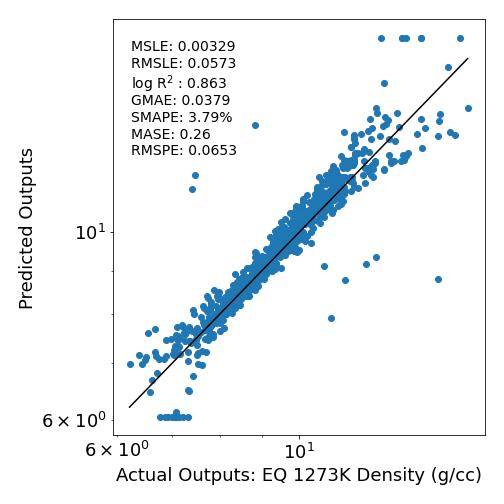 MSLE: 0.00329
RMSLE: 0.0573
log R² : 0.863
GMAE: 0.0379
SMAPE: 3.79%
MASE: 0.26
RMSPE: 0.0653
Predicted Outputs
10¹
6 × 10⁰
6 × 10⁰
10¹
Actual Outputs: EQ 1273K Density (g/cc)